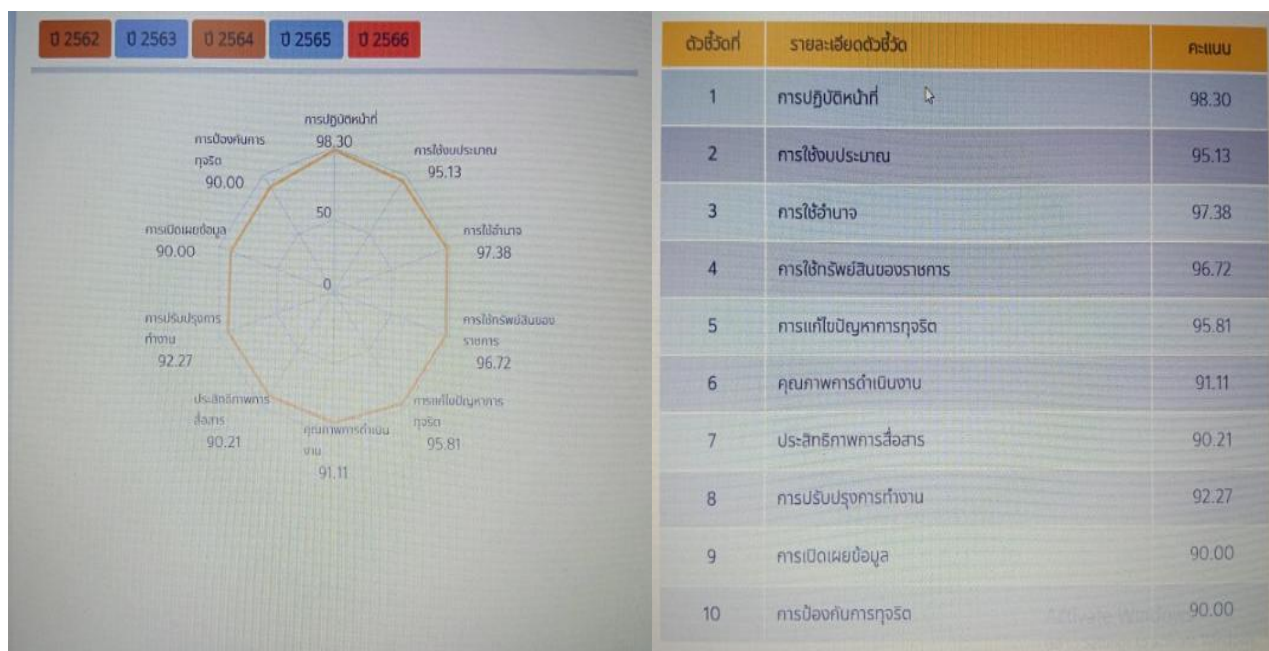 ปี 2562
ปี 2563
ปี 2564
ปี 2565
ปี 2566
การปฏิบัติหน้าที่
98.30
การป้องกันการ
ทุจริต
90.00
การใช้งบประมาณ
95.13
50
การเปิดเผยข้อมูล
90.00
การใช้อำนาจ
97.38
0
การปรับปรุงการ
ทำงาน
92.27
การใช้ทรัพย์สินของ
ราชการ
96.72
ประสิทธิภาพการ
สื่อสาร
90.21
คุณภาพการดำเนิน
งาน
91.11
การแก้ไขปัญหาการ
ทุจริต
95.81
ตัวชี้วัดที่ รายละเอียดตัวชี้วัด คะแนน
1 การปฏิบัติหน้าที่ 98.30
2 การใช้งบประมาณ 95.13
3 การใช้อำนาจ 97.38
4 การใช้ทรัพย์สินของราชการ 96.72
5 การแก้ไขปัญหาการทุจริต 95.81
6 คุณภาพการดำเนินงาน 91.11
7 ประสิทธิภาพการสื่อสาร 90.21
8 การปรับปรุงการทำงาน 92.27
9 การเปิดเผยข้อมูล 90.00
10 การป้องกันการทุจริต 90.00
Activate Windows